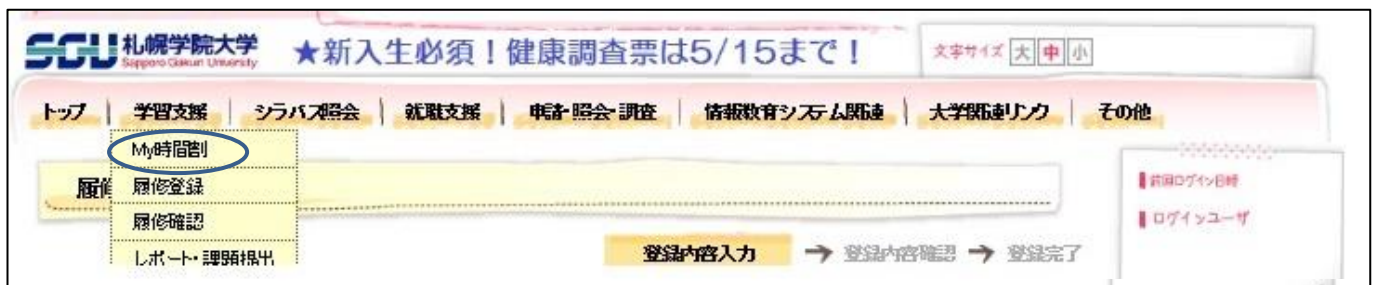 SGU 札幌学院大学
Sapporo Gakuin University
★新入生必須！健康調査票は5/15まで！
文字サイズ 大 中 小
トップ 学習支援 シラバス照会 就職支援 申請・照会・調査 情報教育システム関連 大学関連リンク その他
My時間割
履修
履修登録
履修確認
レポート・課題提出
登録内容入力 → 登録内容確認 → 登録完了
前回ログイン日時
ログインユーザ